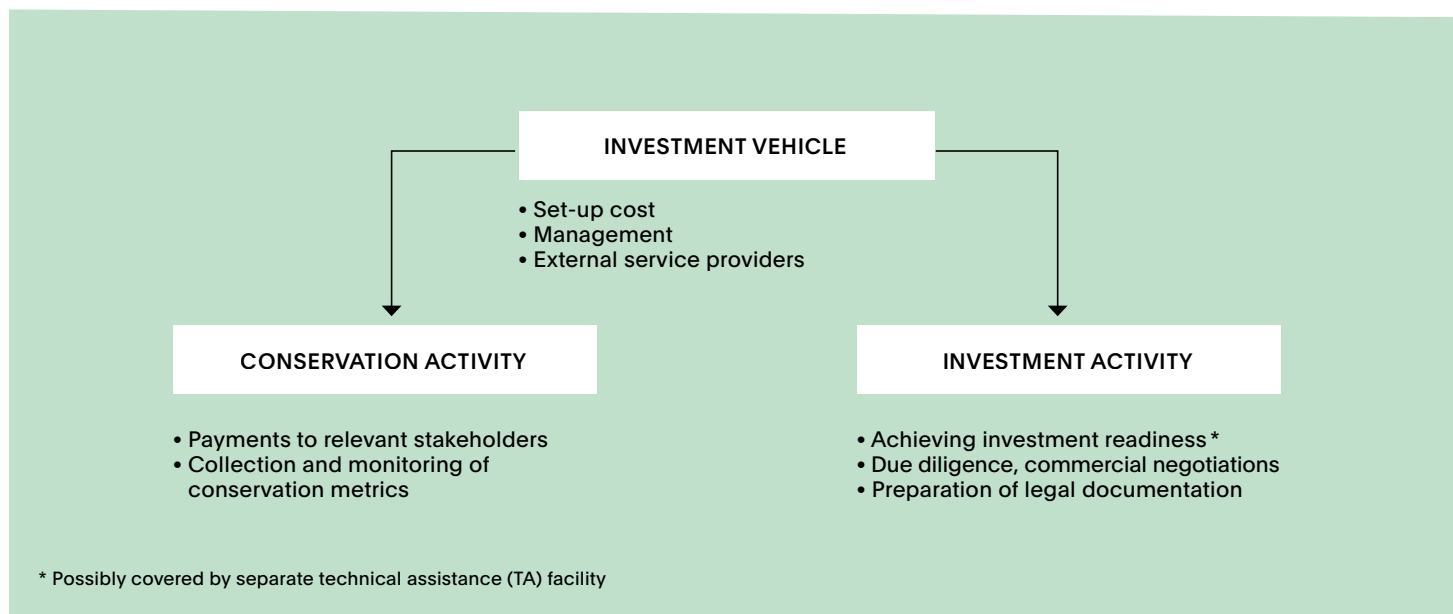 INVESTMENT VEHICLE
• Set-up cost
• Management
• External service providers
CONSERVATION ACTIVITY
• Payments to relevant stakeholders
• Collection and monitoring of
conservation metrics
INVESTMENT ACTIVITY
• Achieving investment readiness *
• Due diligence, commercial negotiations
• Preparation of legal documentation
* Possibly covered by separate technical assistance (TA) facility